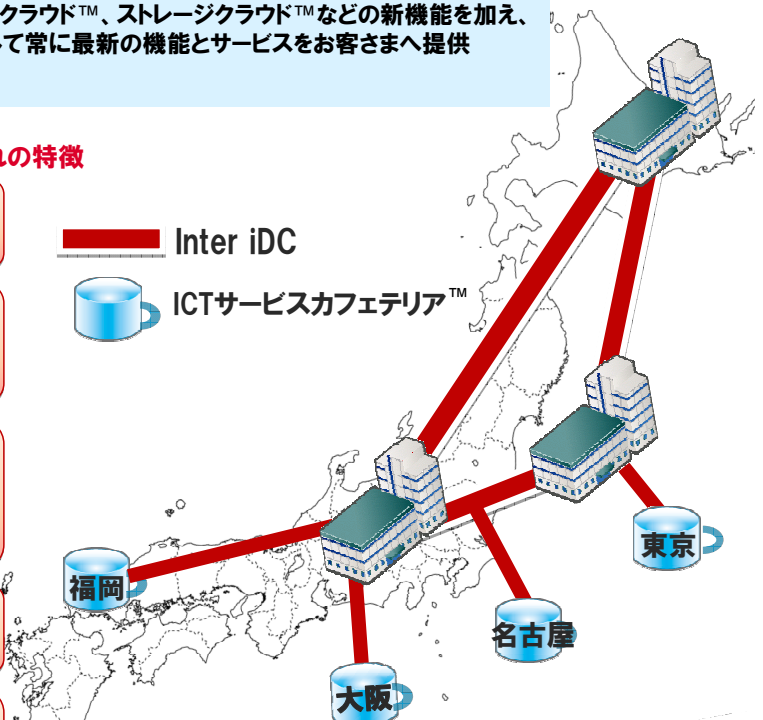 クラウド™、ストレージクラウド™などの新機能を加え、
して常に最新の機能とサービスをお客さまへ提供
れの特徴
Inter iDC
ICTサービスカフェテリア™
福岡
東京
名古屋
大阪